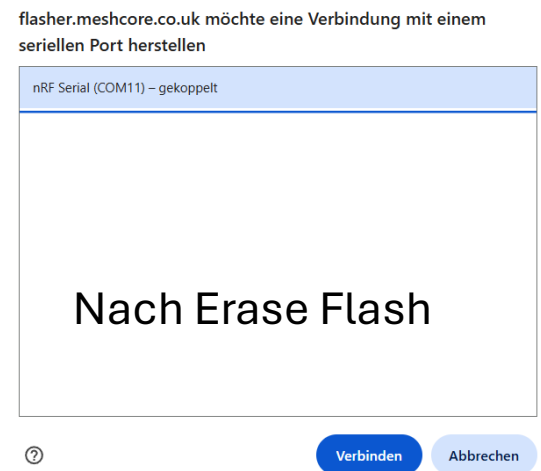 flasher.meshcore.co.uk möchte eine Verbindung mit einem
seriellen Port herstellen
nRF Serial (COM11) – gekoppelt
Nach Erase Flash
Verbinden
Abbrechen